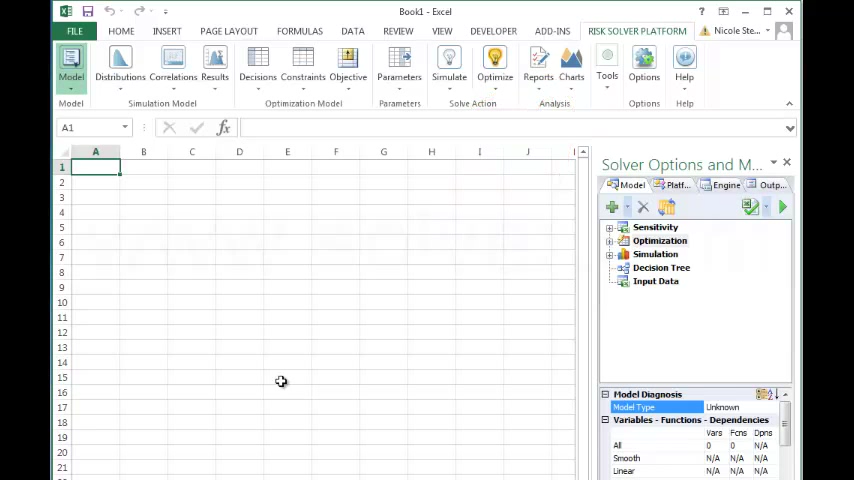 Book1 - Excel
FILE HOME INSERT PAGE LAYOUT FORMULAS DATA REVIEW VIEW DEVELOPER ADD-INS RISK SOLVER PLATFORM Nicole Ste...
Model Distributions Correlations Results Decisions Constraints Objective Parameters Simulate Optimize Reports Charts Tools Options Help
Model Simulation Model Optimization Model Parameters Solve Action Analysis Options Help
A1 fx
A B C D E F G H I J
Solver Options and M...
Model Platf... Engine Outp...
1
2
3
4
5
6
7
8
9
10
11
12
13
14
15
16
17
18
19
20
21
Sensitivity
Optimization
Simulation
Decision Tree
Input Data
Model Diagnosis
Model Type Unknown
Variables - Functions - Dependencies
Vars Fcns Dpns
All 0 0 N/A
Smooth N/A N/A N/A
Linear N/A N/A N/A